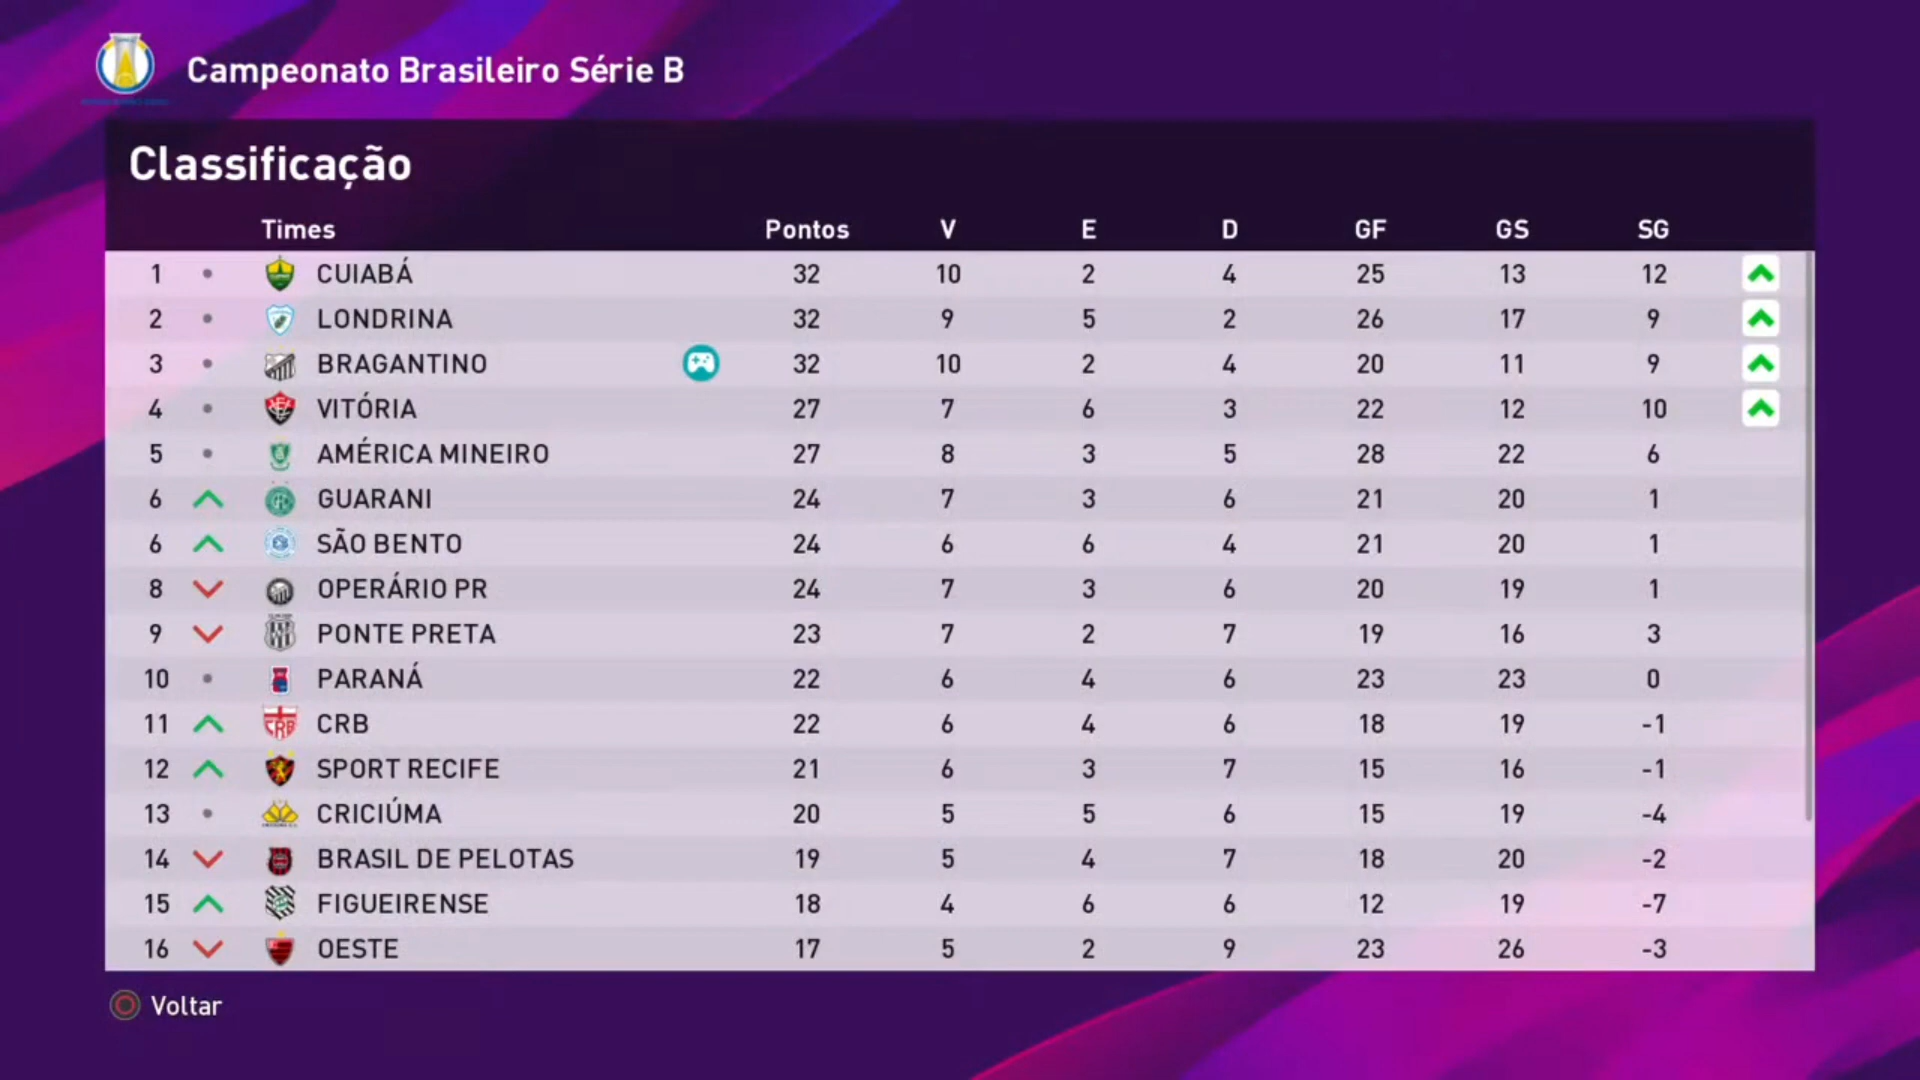 Campeonato Brasileiro Série B
Classificação
Times Pontos V E D GF GS SG
1 CUIABÁ 32 10 2 4 25 13 12
2 LONDRINA 32 9 5 2 26 17 9
3 BRAGANTINO 32 10 2 4 20 11 9
4 VITÓRIA 27 7 6 3 22 12 10
5 AMÉRICA MINEIRO 27 8 3 5 28 22 6
6 GUARANI 24 7 3 6 21 20 1
6 SÃO BENTO 24 6 6 4 21 20 1
8 OPERÁRIO PR 24 7 3 6 20 19 1
9 PONTE PRETA 23 7 2 7 19 16 3
10 PARANÁ 22 6 4 6 23 23 0
11 CRB 22 6 4 6 18 19 -1
12 SPORT RECIFE 21 6 3 7 15 16 -1
13 CRICIÚMA 20 5 5 6 15 19 -4
14 BRASIL DE PELOTAS 19 5 4 7 18 20 -2
15 FIGUEIRENSE 18 4 6 6 12 19 -7
16 OESTE 17 5 2 9 23 26 -3
Voltar